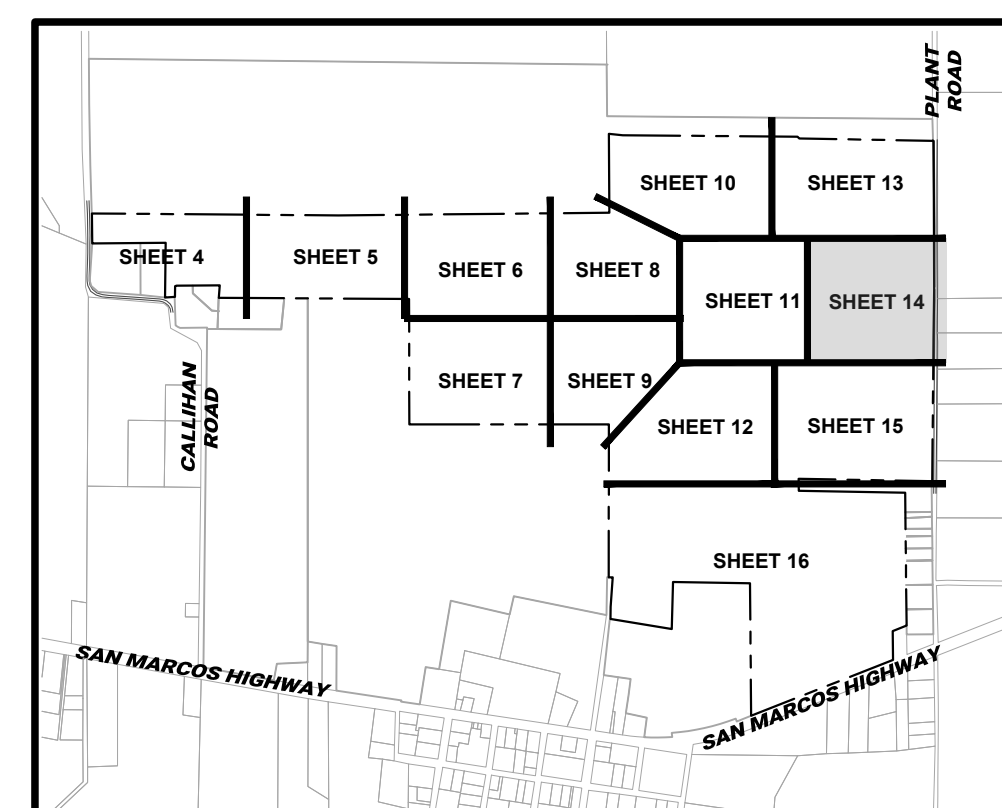 PLANT
ROAD
SHEET 10
SHEET 13
SHEET 4
SHEET 5
SHEET 6
SHEET 8
SHEET 11
SHEET 14
SHEET 7
SHEET 9
CALLIHAN
ROAD
SHEET 12
SHEET 15
SHEET 16
SAN MARCOS HIGHWAY
SAN MARCOS HIGHWAY